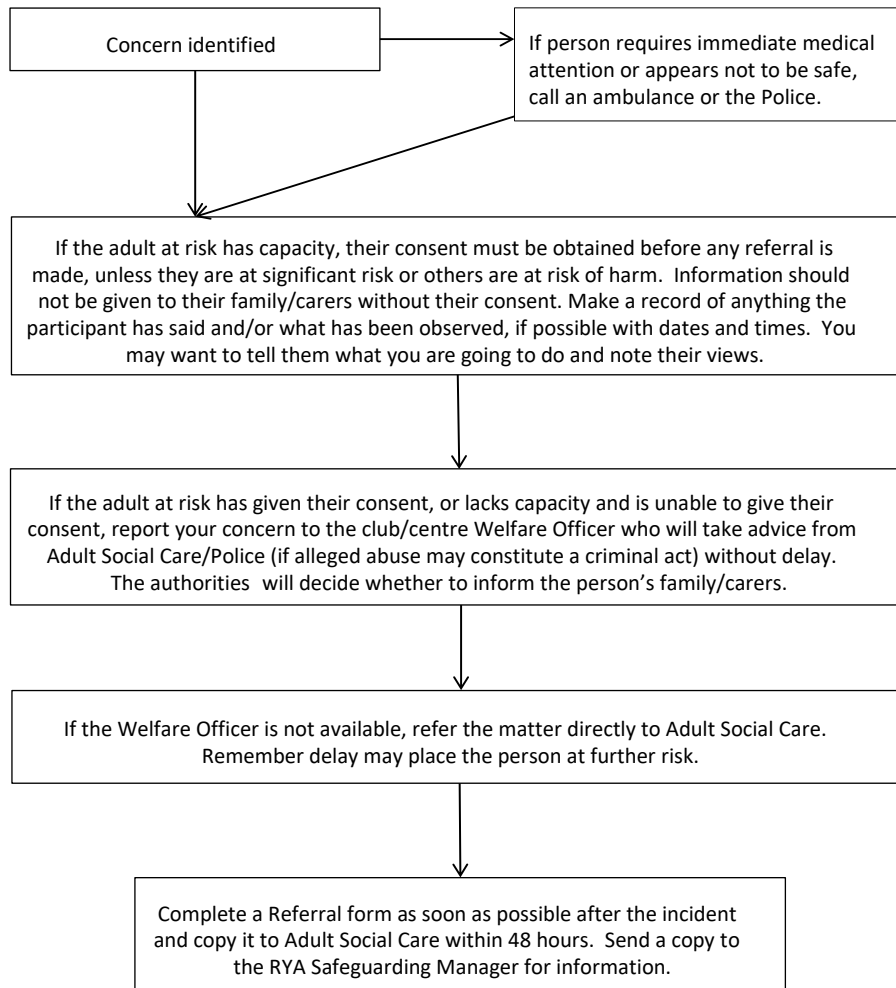 Concern identified
If person requires immediate medical
attention or appears not to be safe,
call an ambulance or the Police.
If the adult at risk has capacity, their consent must be obtained before any referral is
made, unless they are at significant risk or others are at risk of harm.  Information should
not be given to their family/carers without their consent. Make a record of anything the
participant has said and/or what has been observed, if possible with dates and times.  You
may want to tell them what you are going to do and note their views.
If the adult at risk has given their consent, or lacks capacity and is unable to give their
consent, report your concern to the club/centre Welfare Officer who will take advice from
Adult Social Care/Police (if alleged abuse may constitute a criminal act) without delay.
The authorities  will decide whether to inform the person’s family/carers.
If the Welfare Officer is not available, refer the matter directly to Adult Social Care.
Remember delay may place the person at further risk.
Complete a Referral form as soon as possible after the incident
and copy it to Adult Social Care within 48 hours.  Send a copy to
the RYA Safeguarding Manager for information.